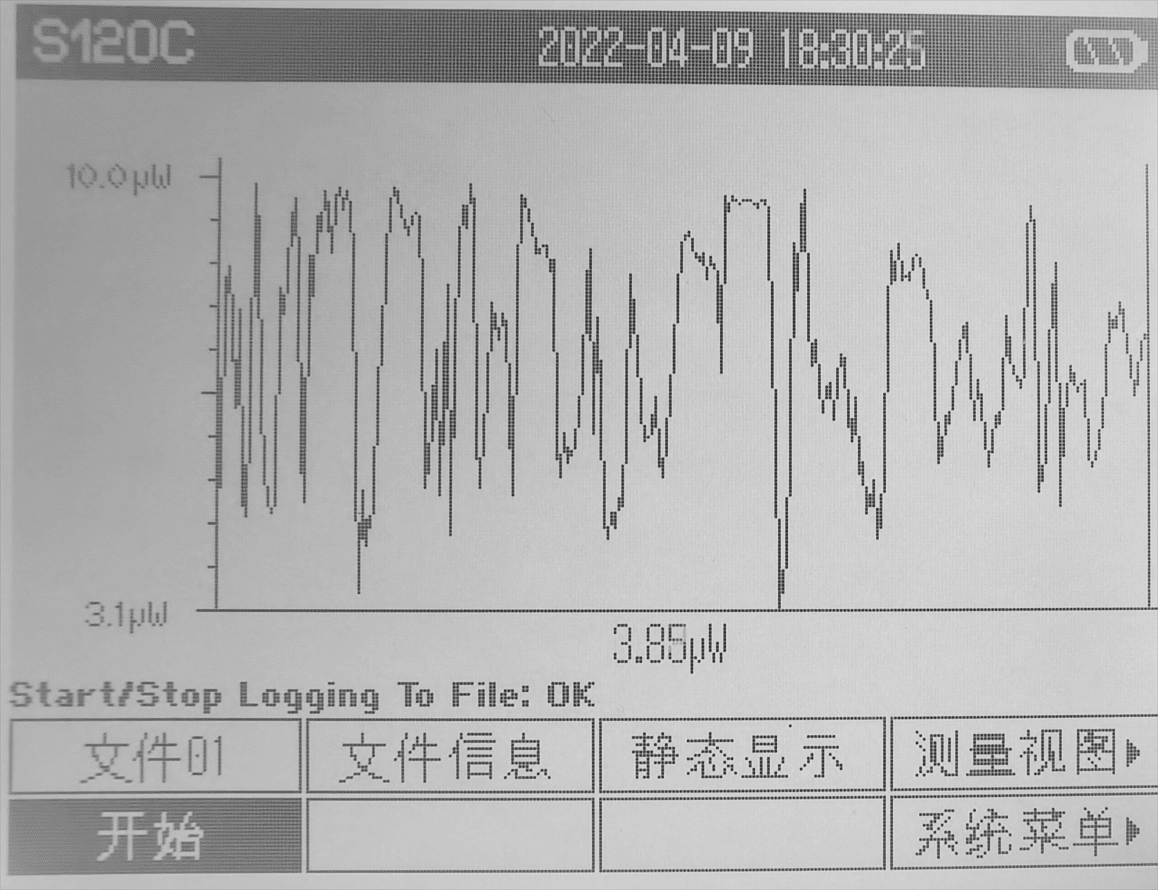 S120C 2022-04-09 18:30:25
10.0µW
3.1µW
3.85µW
Start/Stop Logging To File: OK
文件01 文件信息 静态显示 测量视图
开始 系统菜单